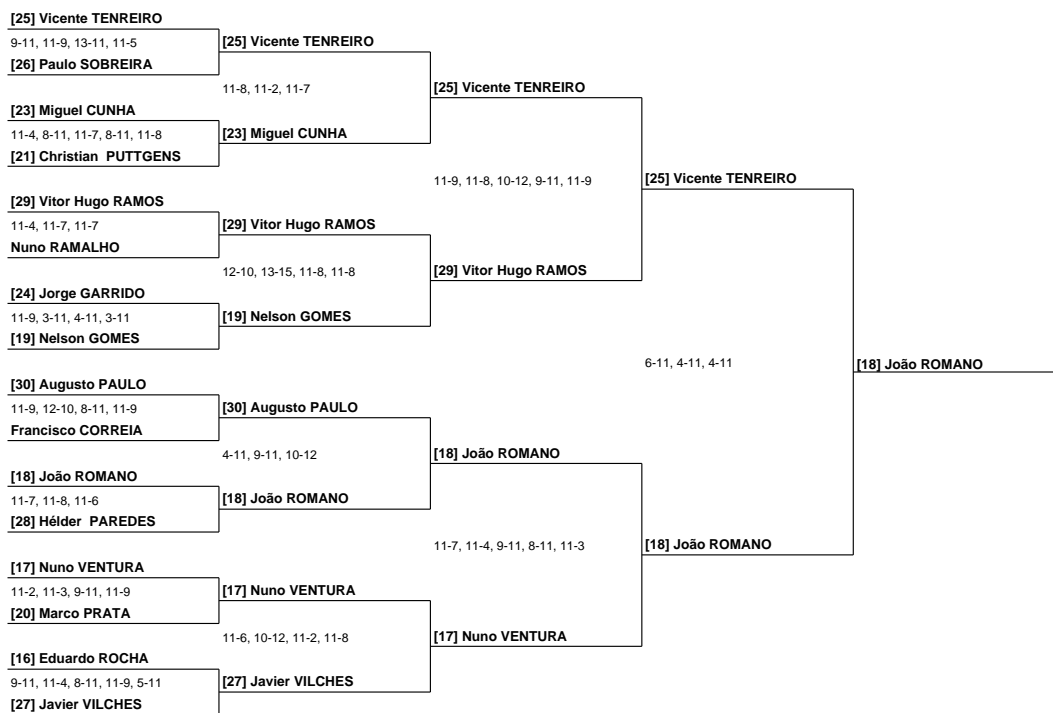 [25] Vicente TENREIRO
9-11, 11-9, 13-11, 11-5
[26] Paulo SOBREIRA
[23] Miguel CUNHA
11-4, 8-11, 11-7, 8-11, 11-8
[21] Christian  PUTTGENS
[29] Vitor Hugo RAMOS
11-4, 11-7, 11-7
Nuno RAMALHO
[24] Jorge GARRIDO
11-9, 3-11, 4-11, 3-11
[19] Nelson GOMES
[30] Augusto PAULO
11-9, 12-10, 8-11, 11-9
Francisco CORREIA
[18] João ROMANO
11-7, 11-8, 11-6
[28] Hélder  PAREDES
[17] Nuno VENTURA
11-2, 11-3, 9-11, 11-9
[20] Marco PRATA
[16] Eduardo ROCHA
9-11, 11-4, 8-11, 11-9, 5-11
[27] Javier VILCHES
[25] Vicente TENREIRO
11-8, 11-2, 11-7
[23] Miguel CUNHA
[29] Vitor Hugo RAMOS
12-10, 13-15, 11-8, 11-8
[19] Nelson GOMES
[30] Augusto PAULO
4-11, 9-11, 10-12
[18] João ROMANO
[17] Nuno VENTURA
11-6, 10-12, 11-2, 11-8
[27] Javier VILCHES
[25] Vicente TENREIRO
11-9, 11-8, 10-12, 9-11, 11-9
[29] Vitor Hugo RAMOS
[18] João ROMANO
11-7, 11-4, 9-11, 8-11, 11-3
[17] Nuno VENTURA
[25] Vicente TENREIRO
6-11, 4-11, 4-11
[18] João ROMANO
[18] João ROMANO